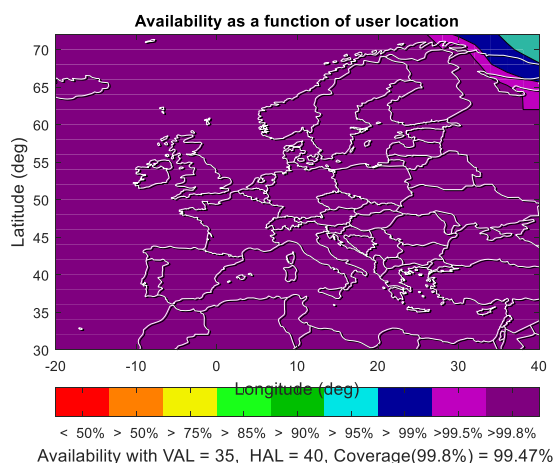 Availability as a function of user location
70
65
60
55
50
45
40
35
30
Latitude (deg)
-20 -10 0 10 20 30 40
Longitude (deg)
< 50% > 50% > 75% > 85% > 90% > 95% > 99% >99.5% >99.8%
Availability with VAL = 35, HAL = 40, Coverage(99.8%) = 99.47%